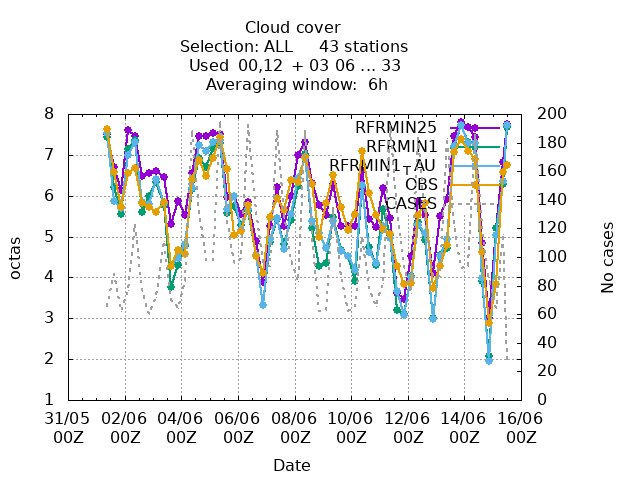 Cloud cover
Selection: ALL 43 stations
Used 00,12 + 03 06 ... 33
Averaging window: 6h
RFRMIN25
RFRMIN1
RFRMIN1_AU
OBS
CASES
octas
8
7
6
5
4
3
2
1
No cases
200
180
160
140
120
100
80
60
40
20
0
31/05 02/06 04/06 06/06 08/06 10/06 12/06 14/06 16/06
00Z 00Z 00Z 00Z 00Z 00Z 00Z 00Z 00Z
Date